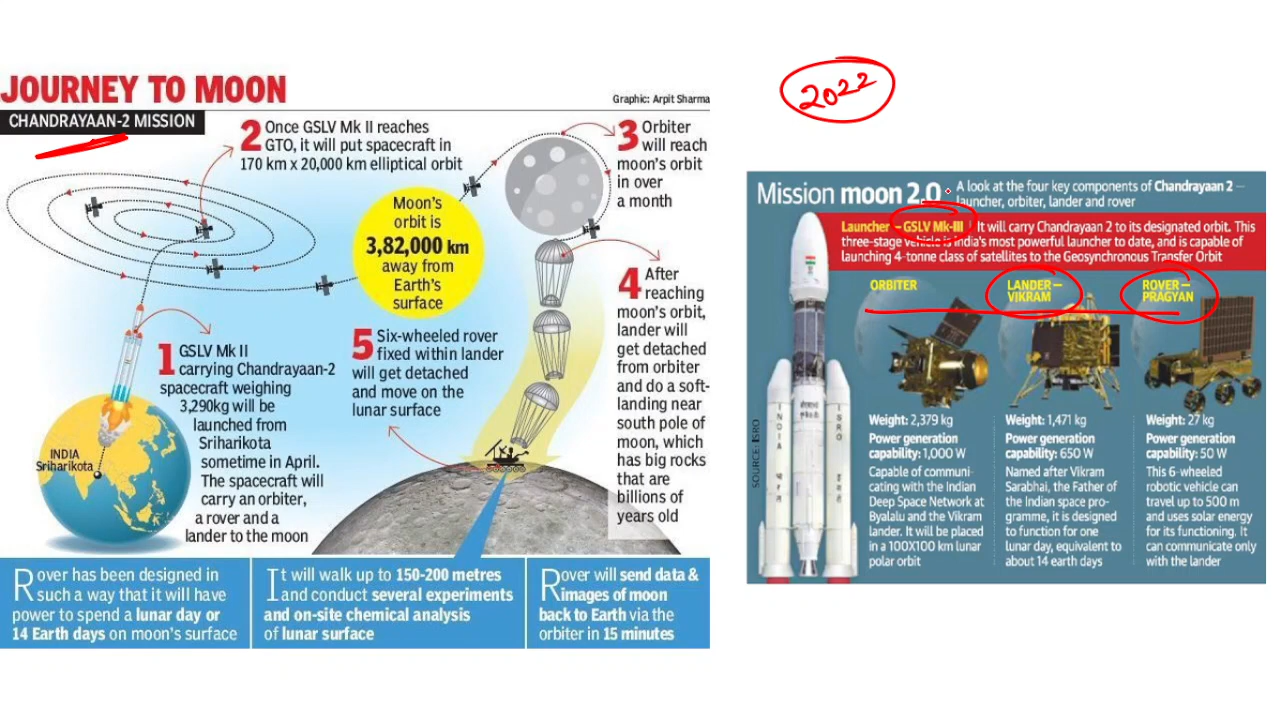 JOURNEY TO MOON
Graphic: Arpit Sharma
CHANDRAYAAN-2 MISSION
2 Once GSLV Mk II reaches
GTO, it will put spacecraft in
170 km x 20,000 km elliptical orbit
3 Orbiter
will reach
moon's orbit
in over
a month
Moon's
orbit is
3,82,000 km
away from
Earth's
surface
4 After
reaching
moon's orbit,
lander will
get detached
from orbiter
and do a soft-
landing near
south pole of
moon, which
has big rocks
that are
billions of
years old
5 Six-wheeled rover
fixed within lander
will get detached
and move on the
lunar surface
1 GSLV Mk II
carrying Chandrayaan-2
spacecraft weighing
3,290kg will be
launched from
Sriharikota
sometime in April.
The spacecraft will
carry an orbiter,
a rover and a
lander to the moon
INDIA
Sriharikota
Rover has been designed in
such a way that it will have
power to spend a lunar day or
14 Earth days on moon's surface
It will walk up to 150-200 metres
and conduct several experiments
and on-site chemical analysis
of lunar surface
Rover will send data &
images of moon
back to Earth via the
orbiter in 15 minutes
2022
Mission moon 2.0
A look at the four key components of Chandrayaan 2 —
launcher, orbiter, lander and rover
Launcher – GSLV Mk-III It will carry Chandrayaan 2 to its designated orbit. This
three-stage vehicle is India's most powerful launcher to date, and is capable of
launching 4-tonne class of satellites to the Geosynchronous Transfer Orbit
ORBITER
Weight: 2,379 kg
Power generation
capability: 1,000 W
Capable of communi-
cating with the Indian
Deep Space Network at
Byalalu and the Vikram
lander. It will be placed
in a 100X100 km lunar
polar orbit
LANDER —
VIKRAM
Weight: 1,471 kg
Power generation
capability: 650 W
Named after Vikram
Sarabhai, the Father of
the Indian space pro-
gramme, it is designed
to function for one
lunar day, equivalent to
about 14 earth days
ROVER —
PRAGYAN
Weight: 27 kg
Power generation
capability: 50 W
This 6-wheeled
robotic vehicle can
travel up to 500 m
and uses solar energy
for its functioning. It
can communicate only
with the lander
INDIA
ISRO
SOURCE: ISRO